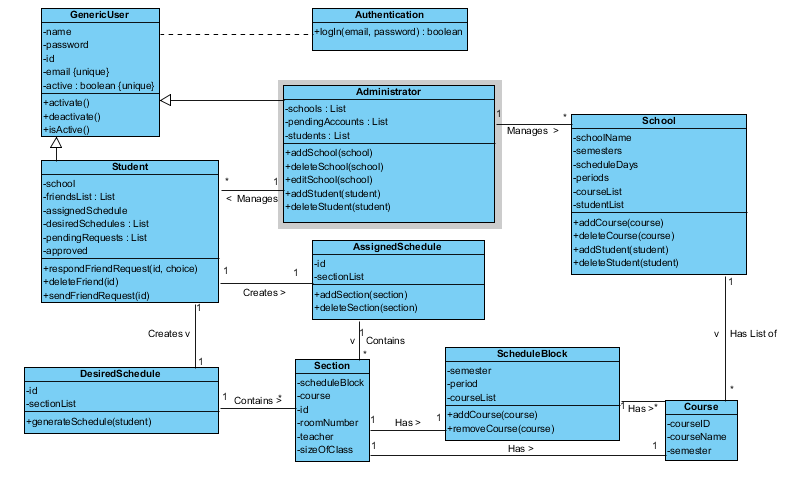 GenericUser
-name
-password
-id
-email {unique}
-active : boolean {unique}
+activate()
+deactivate()
+isActive()
Authentication
+logIn(email, password) : boolean
Administrator
-schools : List
-pendingAccounts : List
-students : List
+addSchool(school)
+deleteSchool(school)
+editSchool(school)
+addStudent(student)
+deleteStudent(student)
1
*
Manages >
School
-schoolName
-semesters
-scheduleDays
-periods
-courseList
-studentList
+addCourse(course)
+deleteCourse(course)
+addStudent(student)
+deleteStudent(student)
Student
-school
-friendsList : List
-assignedSchedule
-desiredSchedules : List
-pendingRequests : List
-approved
+respondFriendRequest(id, choice)
+deleteFriend(id)
+sendFriendRequest(id)
*
1
< Manages
AssignedSchedule
-id
-sectionList
+addSection(section)
+deleteSection(section)
1
1
Creates >
1
Creates v
1
1
v Contains
*
1
v Has List of
*
DesiredSchedule
-id
-sectionList
+generateSchedule(student)
1
*
Contains >
Section
-scheduleBlock
-course
-id
-roomNumber
-teacher
-sizeOfClass
ScheduleBlock
-semester
-period
-courseList
+addCourse(course)
+removeCourse(course)
1
1
Has >
1
*
Has >
Course
-courseID
-courseName
-semester
1
1
Has >